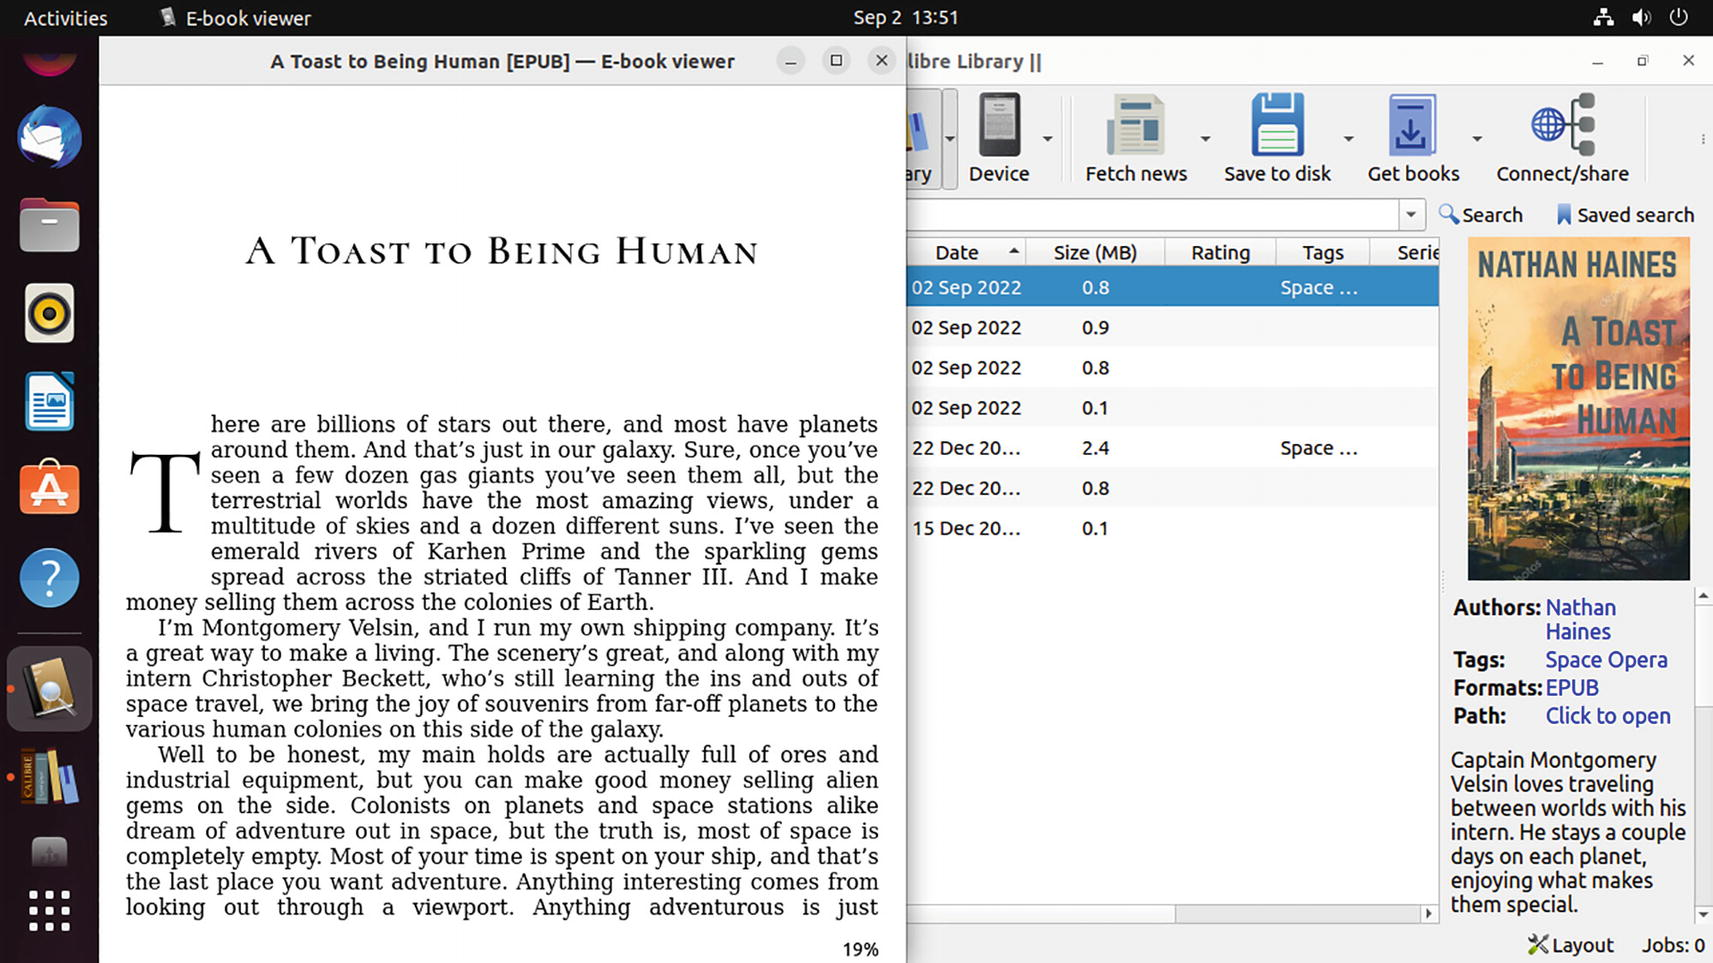 Activities
E-book viewer
Sep 2 13:51
A Toast to Being Human [EPUB] — E-book viewer
A Toast to Being Human
There are billions of stars out there, and most have planets
around them. And that’s just in our galaxy. Sure, once you’ve
seen a few dozen gas giants you’ve seen them all, but the
terrestrial worlds have the most amazing views, under a
multitude of skies and a dozen different suns. I’ve seen the
emerald rivers of Karhen Prime and the sparkling gems
spread across the striated cliffs of Tanner III. And I make
money selling them across the colonies of Earth.
I’m Montgomery Velsin, and I run my own shipping company. It’s
a great way to make a living. The scenery’s great, and along with my
intern Christopher Beckett, who’s still learning the ins and outs of
space travel, we bring the joy of souvenirs from far-off planets to the
various human colonies on this side of the galaxy.
Well to be honest, my main holds are actually full of ores and
industrial equipment, but you can make good money selling alien
gems on the side. Colonists on planets and space stations alike
dream of adventure out in space, but the truth is, most of space is
completely empty. Most of your time is spent on your ship, and that’s
the last place you want adventure. Anything interesting comes from
looking out through a viewport. Anything adventurous is just
19%
libre Library ||
ary
Device
Fetch news
Save to disk
Get books
Connect/share
Search
Saved search
Date Size (MB) Rating Tags Serie
02 Sep 2022 0.8 Space ...
02 Sep 2022 0.9
02 Sep 2022 0.8
02 Sep 2022 0.1
22 Dec 20... 2.4 Space ...
22 Dec 20... 0.8
15 Dec 20... 0.1
NATHAN HAINES
A Toast
to Being
Human
Authors: Nathan
Haines
Tags: Space Opera
Formats: EPUB
Path: Click to open
Captain Montgomery
Velsin loves traveling
between worlds with his
intern. He stays a couple
days on each planet,
enjoying what makes
them special.
Layout
Jobs: 0
CALIBRE